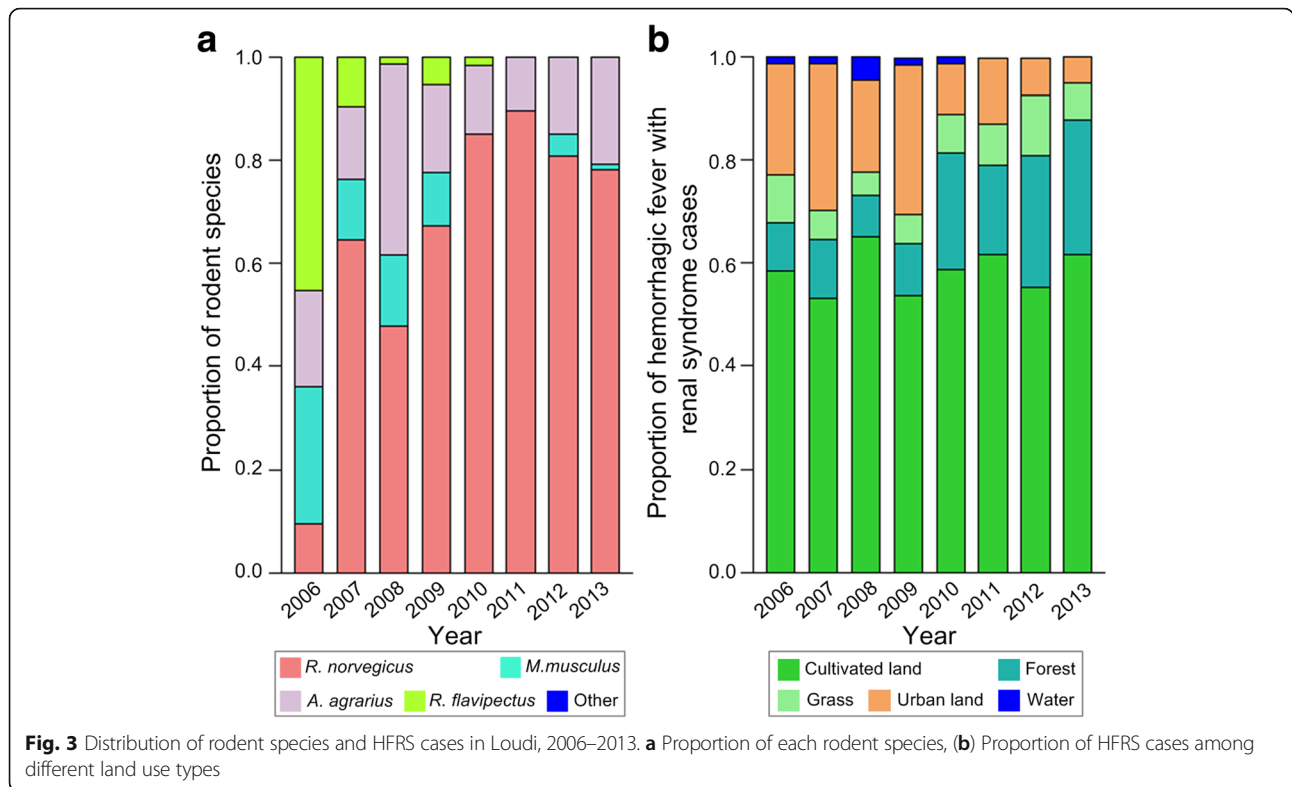 a
Proportion of rodent species
1.0
0.8
0.6
0.4
0.2
0.0
2006 2007 2008 2009 2010 2011 2012 2013
Year
R. norvegicus M.musculus
A. agrarius R. flavipectus Other
b
Proportion of hemorrhagic fever with
renal syndrome cases
1.0
0.8
0.6
0.4
0.2
0.0
2006 2007 2008 2009 2010 2011 2012 2013
Year
Cultivated land Forest
Grass Urban land Water
Fig. 3 Distribution of rodent species and HFRS cases in Loudi, 2006–2013. a Proportion of each rodent species, (b) Proportion of HFRS cases among
different land use types